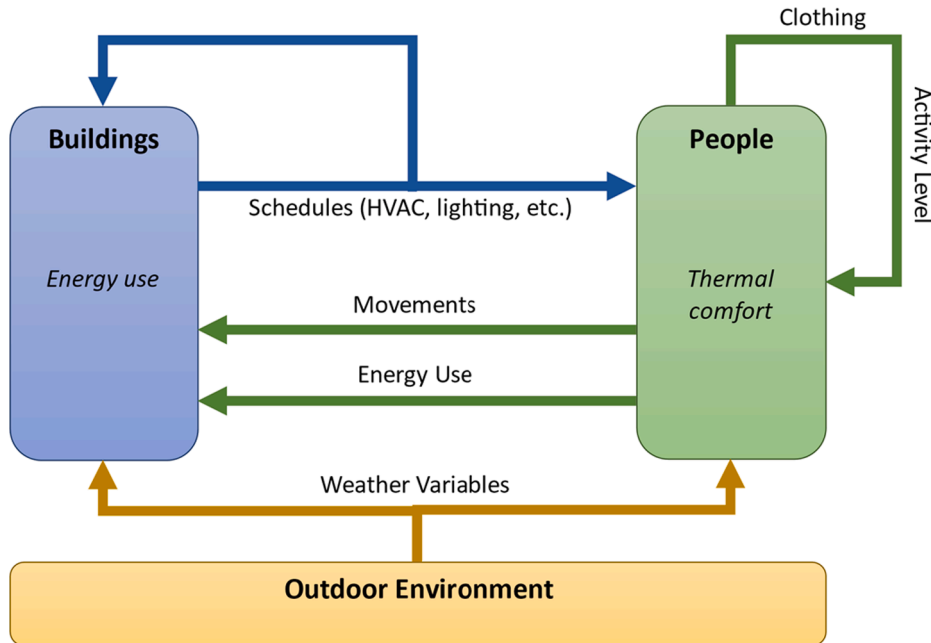 Clothing
Buildings
People
Activity Level
Schedules (HVAC, lighting, etc.)
Energy use
Thermal
comfort
Movements
Energy Use
Weather Variables
Outdoor Environment